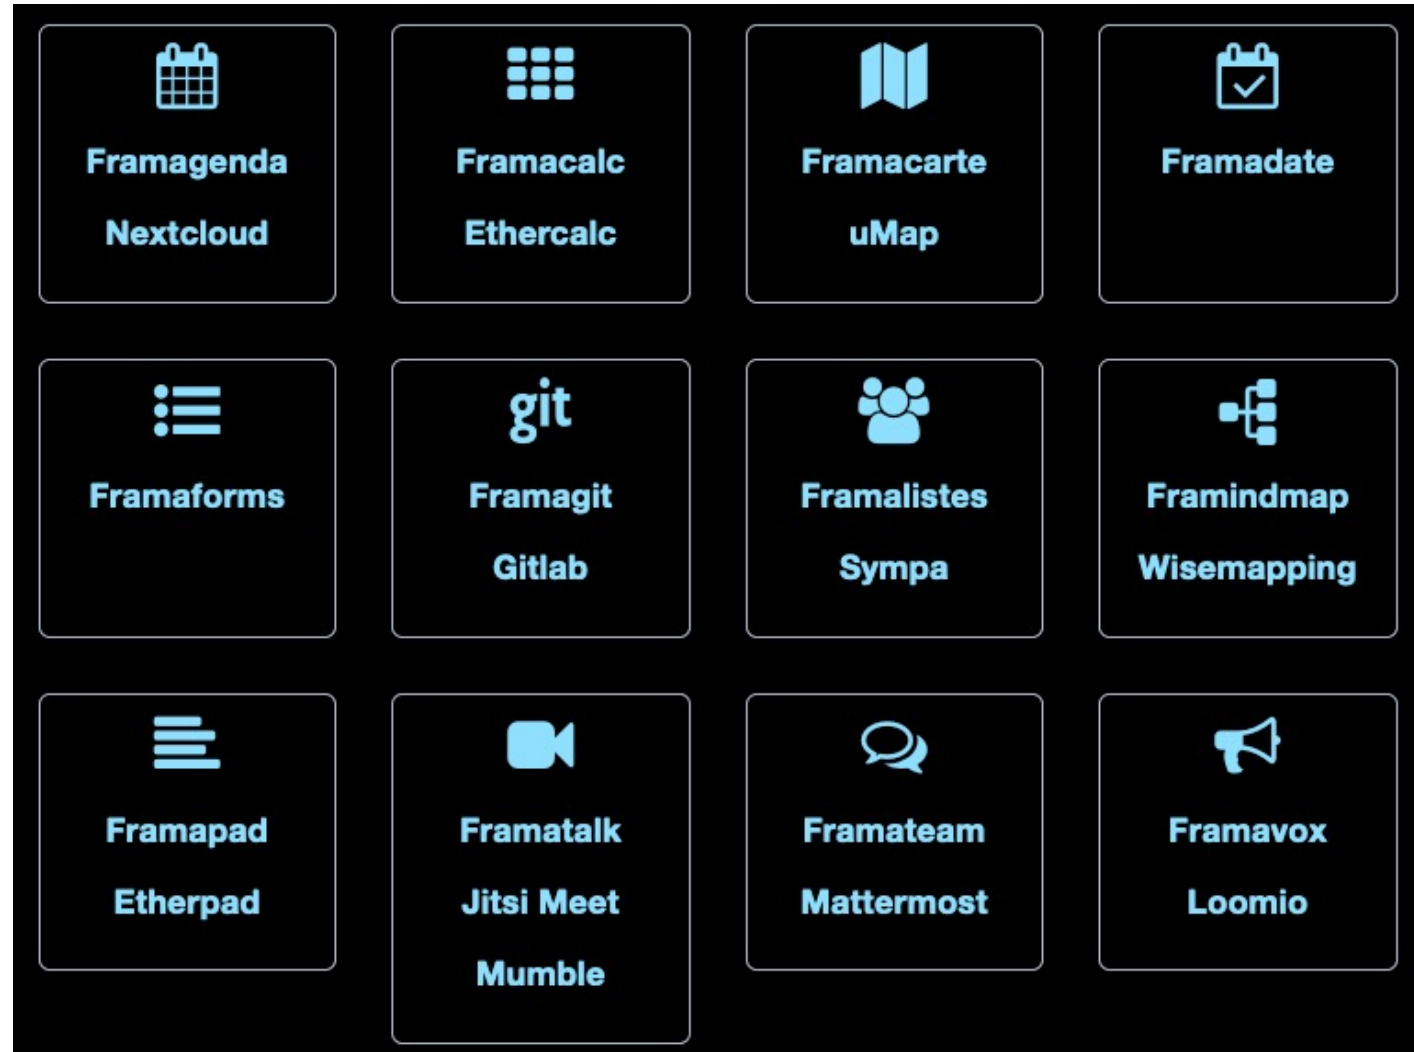 Framagenda
Nextcloud
Framacalc
Ethercalc
Framacarte
uMap
Framadate
Framaforms
git
Framagit
Gitlab
Framalistes
Sympa
Framindmap
Wisemapping
Framapad
Etherpad
Framatalk
Jitsi Meet
Mumble
Framateam
Mattermost
Framavox
Loomio